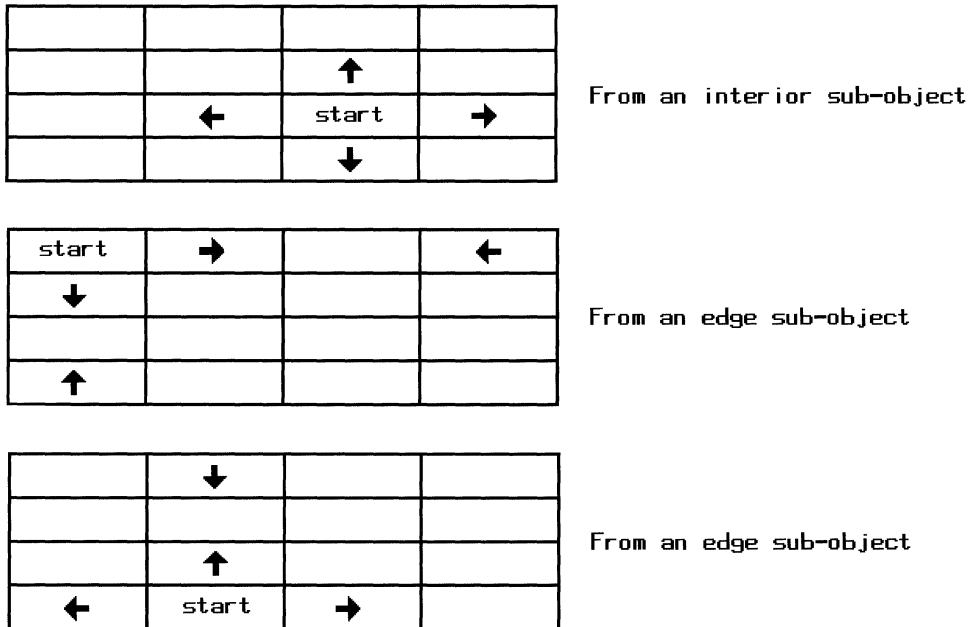 start
From an interior sub-object
start
From an edge sub-object
From an edge sub-object
start